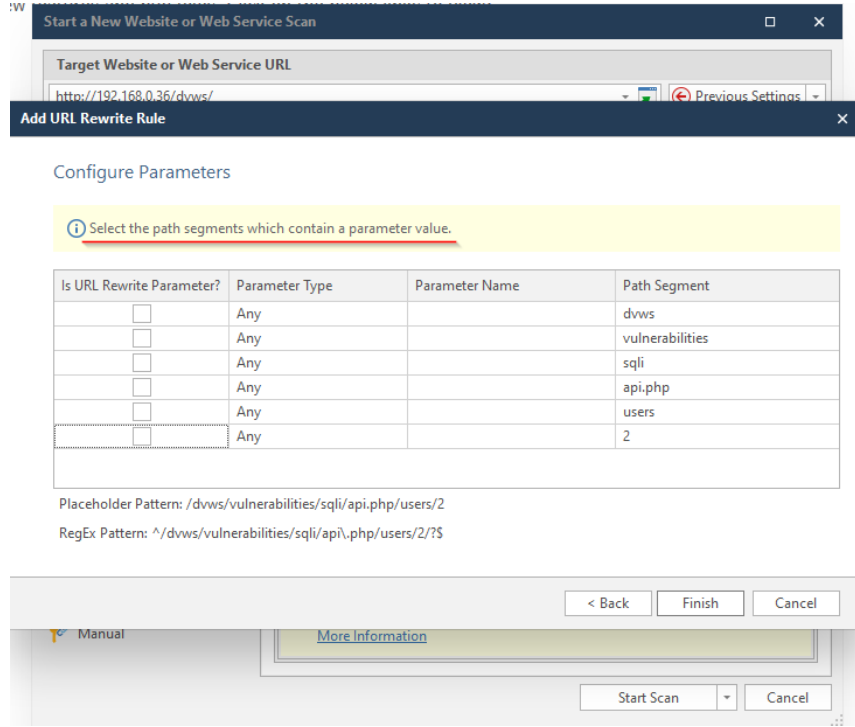 Start a New Website or Web Service Scan
Target Website or Web Service URL
http://192.168.0.36/dvws/
Previous Settings
Add URL Rewrite Rule
Configure Parameters
Select the path segments which contain a parameter value.
Is URL Rewrite Parameter? Parameter Type Parameter Name Path Segment
Any dvws
Any vulnerabilities
Any sqli
Any api.php
Any users
Any 2
Placeholder Pattern: /dvws/vulnerabilities/sqli/api.php/users/2
RegEx Pattern: ^/dvws/vulnerabilities/sqli/api\.php/users/2/?$
< Back Finish Cancel
Manual More Information
Start Scan Cancel